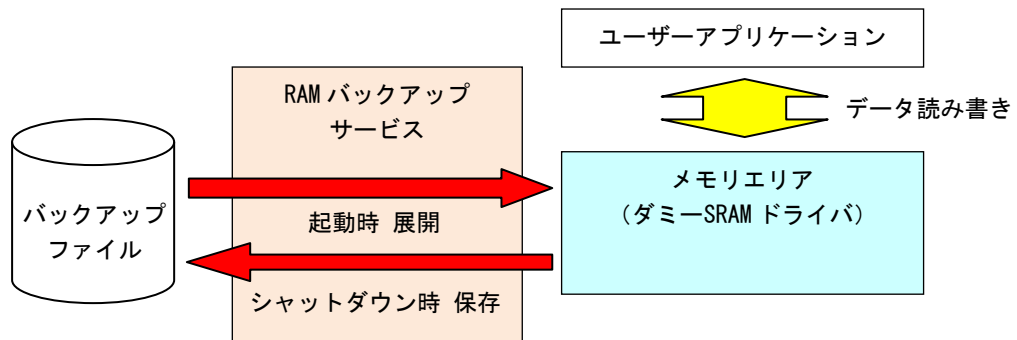 ユーザーアプリケーション
RAM バックアップ
サービス
データ読み書き
バックアップ
ファイル
メモリエリア
（ダミーSRAM ドライバ）
起動時 展開
シャットダウン時 保存